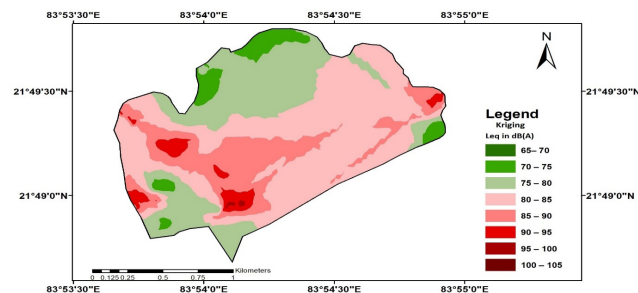 83°53'30"E 83°54'0"E 83°54'30"E 83°55'0"E
N
21°49'30"N 21°49'30"N
Legend
Kriging
Leq in dB(A)
65 – 70
70 – 75
75 – 80
80 – 85
85 – 90
90 – 95
95 – 100
100 – 105
21°49'0"N 21°49'0"N
Kilometers
0 0.125 0.25 0.5 0.75 1
83°53'30"E 83°54'0"E 83°54'30"E 83°55'0"E